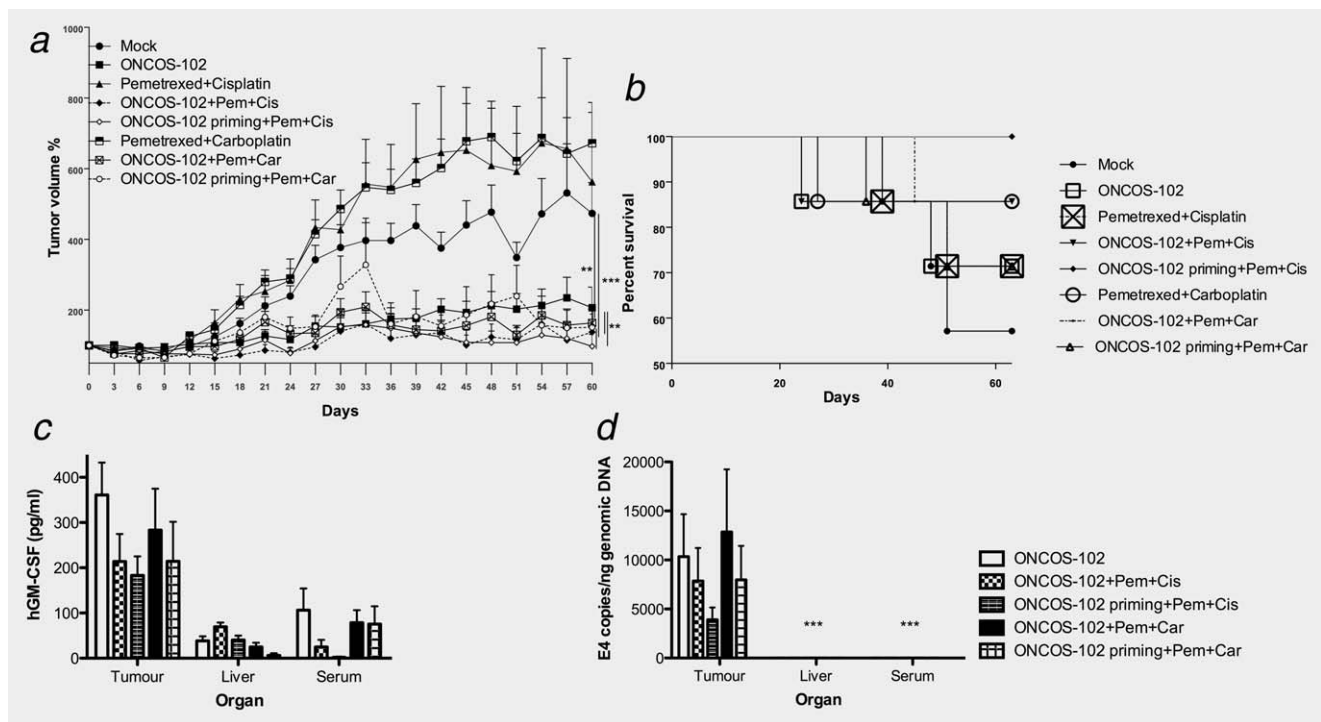 a
1000
800
600
400
200
Tumor volume %
Mock
ONCOS-102
Pemetrexed+Cisplatin
ONCOS-102+Pem+Cis
ONCOS-102 priming+Pem+Cis
Pemetrexed+Carboplatin
ONCOS-102+Pem+Car
ONCOS-102 priming+Pem+Car
**
***
**
0 3 6 9 12 15 18 21 24 27 30 33 36 39 42 45 48 51 54 57 60
Days
b
100
90
80
70
60
50
Percent survival
0 20 40 60
Days
Mock
ONCOS-102
Pemetrexed+Cisplatin
ONCOS-102+Pem+Cis
ONCOS-102 priming+Pem+Cis
Pemetrexed+Carboplatin
ONCOS-102+Pem+Car
ONCOS-102 priming+Pem+Car
c
400
300
200
100
0
hGM-CSF (pg/ml)
Tumour Liver Serum
Organ
d
20000
15000
10000
5000
0
E4 copies/ng genomic DNA
*** ***
Tumour Liver Serum
Organ
ONCOS-102
ONCOS-102+Pem+Cis
ONCOS-102 priming+Pem+Cis
ONCOS-102+Pem+Car
ONCOS-102 priming+Pem+Car